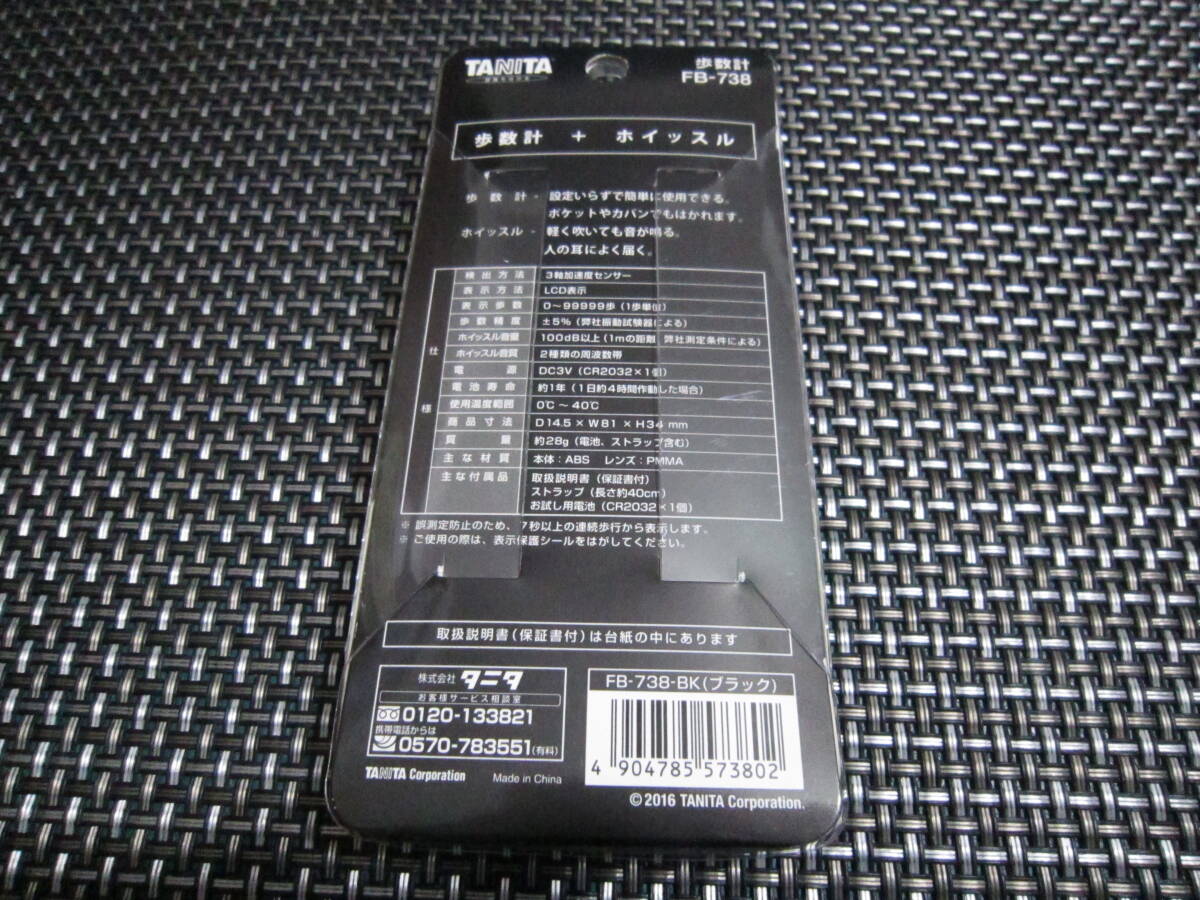 TANITA
歩数計
FB-738
歩数計 + ホイッスル
歩数計 - 設定いらずで簡単に使用できる。
ポケットやカバンでもはかれます。
ホイッスル - 軽く吹いても音が鳴る。
人の耳によく届く。
仕様
検出方法 3軸加速度センサー
表示方法 LCD表示
表示歩数 0〜99999歩（1歩単位）
歩数精度 ±5%（弊社振動試験器による）
ホイッスル音量 100dB以上（1mの距離 弊社測定条件による）
ホイッスル音質 2種類の周波数帯
電源 DC3V（CR2032×1個）
電池寿命 約1年（1日約4時間作動した場合）
使用温度範囲 0℃〜40℃
商品寸法 D14.5×W81×H34mm
質量 約28g（電池、ストラップ含む）
主な材質 本体：ABS レンズ：PMMA
主な付属品 取扱説明書（保証書付）
ストラップ（長さ約40cm）
お試し用電池（CR2032×1個）
※ 誤測定防止のため、7秒以上の連続歩行から表示します。
※ ご使用の際は、表示保護シールをはがしてください。
取扱説明書（保証書付）は台紙の中にあります
株式会社 タニタ
お客様サービス相談室
0120-133821
携帯電話からは
0570-783551（有料）
TANITA Corporation
Made in China
FB-738-BK（ブラック）
4 904785 573802
©2016 TANITA Corporation.